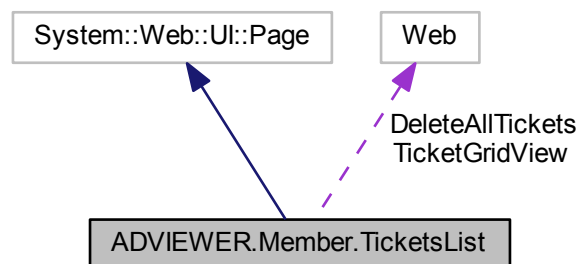 System::Web::UI::Page
Web
DeleteAllTickets
TicketGridView
ADVIEWER.Member.TicketsList